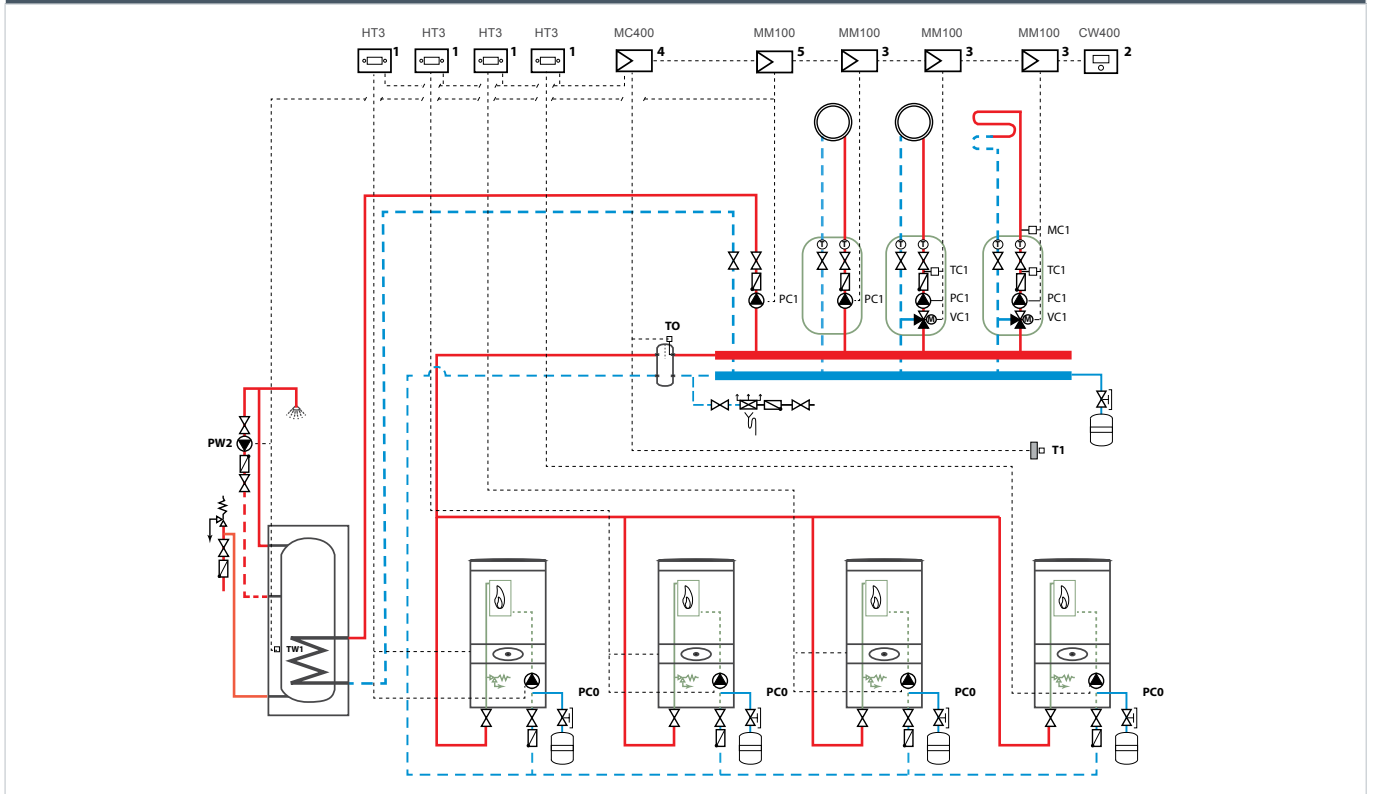 HT3 HT3 HT3 HT3 MC400 MM100 MM100 MM100 MM100 CW400
1 1 1 1 4 5 3 3 3 2
MC1
TC1 TC1
PC1 PC1 PC1 PC1
VC1 VC1
M M
TO
PW2
T1
TW1
PC0 PC0 PC0 PC0